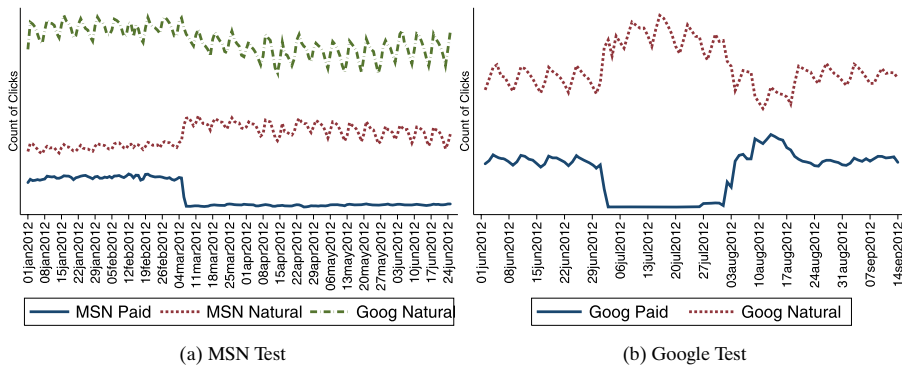 Count of Clicks
01jan2012
08jan2012
15jan2012
22jan2012
29jan2012
05feb2012
12feb2012
19feb2012
26feb2012
04mar2012
11mar2012
18mar2012
25mar2012
01apr2012
08apr2012
15apr2012
22apr2012
29apr2012
06may2012
13may2012
20may2012
27may2012
03jun2012
10jun2012
17jun2012
24jun2012
MSN Paid MSN Natural Goog Natural
(a) MSN Test
Count of Clicks
01jun2012
08jun2012
15jun2012
22jun2012
29jun2012
06jul2012
13jul2012
20jul2012
27jul2012
03aug2012
10aug2012
17aug2012
24aug2012
31aug2012
07sep2012
14sep2012
Goog Paid Goog Natural
(b) Google Test